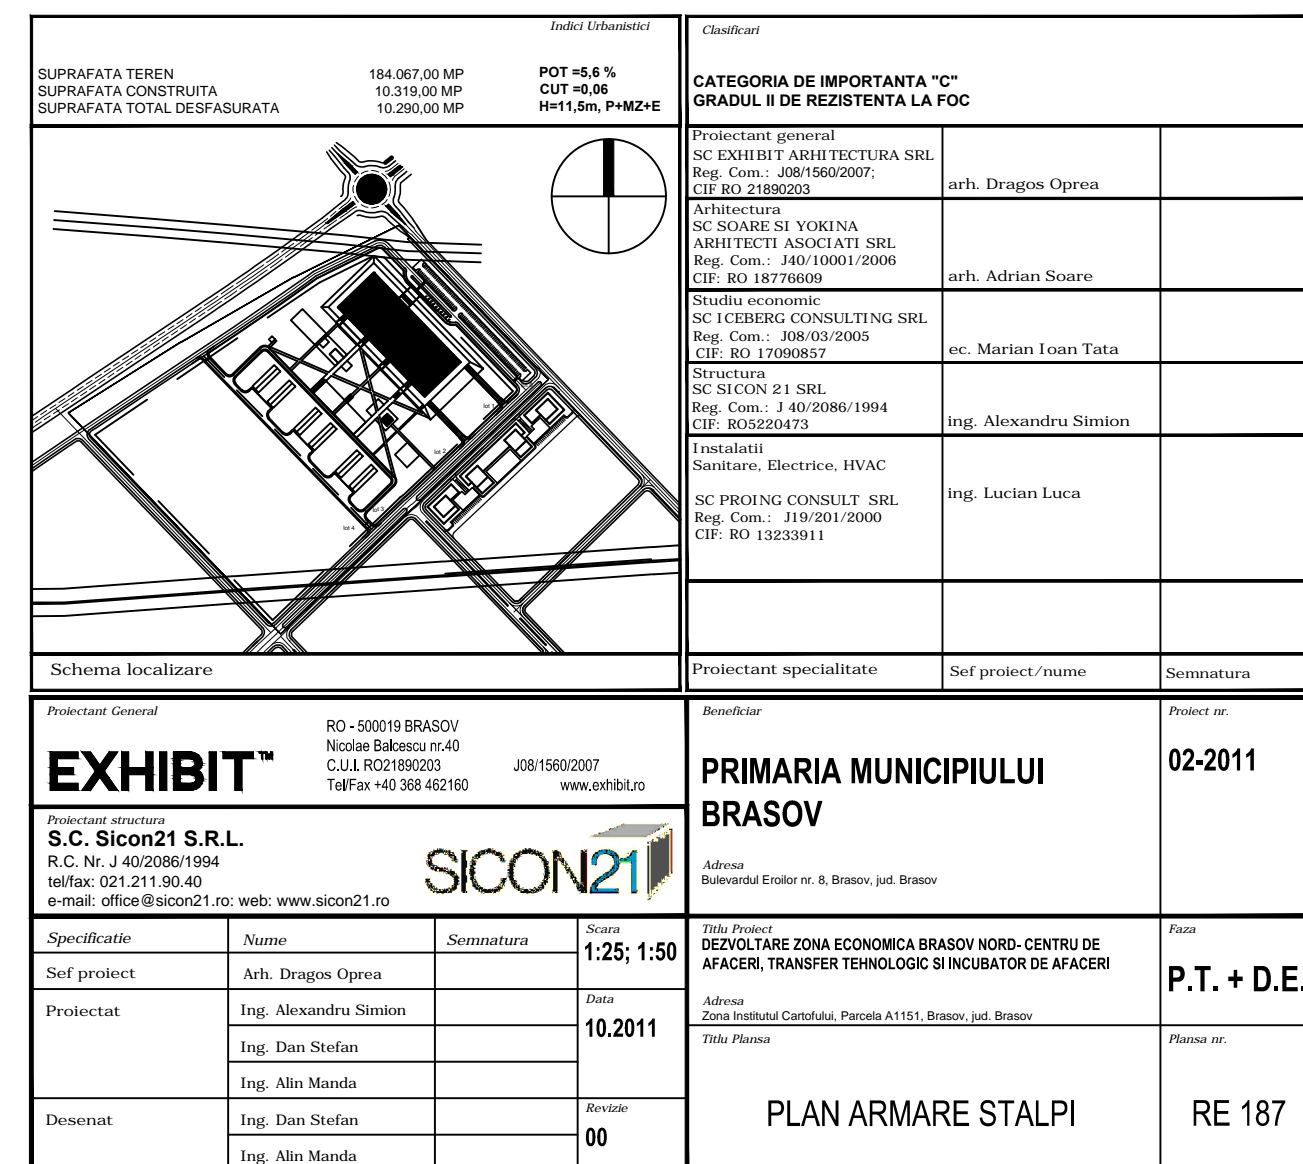 Indici Urbanistici
SUPRAFATA TEREN 184.067,00 MP POT =5,6 %
SUPRAFATA CONSTRUITA 10.319,00 MP CUT =0,06
SUPRAFATA TOTAL DESFASURATA 10.290,00 MP H=11,5m, P+MZ+E
lot 1
lot 2
lot 3
lot 4
Schema localizare
Clasificari
CATEGORIA DE IMPORTANTA "C"
GRADUL II DE REZISTENTA LA FOC
Proiectant general
SC EXHIBIT ARHITECTURA SRL
Reg. Com.: J08/1560/2007;
CIF RO 21890203 arh. Dragos Oprea
Arhitectura
SC SOARE SI YOKINA
ARHITECTI ASOCIATI SRL
Reg. Com.: J40/10001/2006
CIF: RO 18776609 arh. Adrian Soare
Studiu economic
SC ICEBERG CONSULTING SRL
Reg. Com.: J08/03/2005
CIF: RO 17090857 ec. Marian Ioan Tata
Structura
SC SICON 21 SRL
Reg. Com.: J 40/2086/1994
CIF: RO5220473 ing. Alexandru Simion
Instalatii
Sanitare, Electrice, HVAC
ing. Lucian Luca
SC PROING CONSULT SRL
Reg. Com.: J19/201/2000
CIF: RO 13233911
Proiectant specialitate Sef proiect/nume Semnatura
Proiectant General
EXHIBIT™
RO - 500019 BRASOV
Nicolae Balcescu nr.40
C.U.I. RO21890203 J08/1560/2007
Tel/Fax +40 368 462160 www.exhibit.ro
Proiectant structura
S.C. Sicon21 S.R.L.
R.C. Nr. J 40/2086/1994
tel/fax: 021.211.90.40
e-mail: office@sicon21.ro: web: www.sicon21.ro
SICON21
Beneficiar
PRIMARIA MUNICIPIULUI
BRASOV
Adresa
Bulevardul Eroilor nr. 8, Brasov, jud. Brasov
Proiect nr.
02-2011
Specificatie Nume Semnatura
Scara
1:25; 1:50
Sef proiect Arh. Dragos Oprea
Proiectat Ing. Alexandru Simion
Ing. Dan Stefan
Ing. Alin Manda
Data
10.2011
Desenat Ing. Dan Stefan
Ing. Alin Manda
Revizie
00
Titlu Proiect
DEZVOLTARE ZONA ECONOMICA BRASOV NORD- CENTRU DE
AFACERI, TRANSFER TEHNOLOGIC SI INCUBATOR DE AFACERI
Adresa
Zona Institutul Cartofului, Parcela A1151, Brasov, jud. Brasov
Faza
P.T. + D.E.
Titlu Plansa
PLAN ARMARE STALPI
Plansa nr.
RE 187